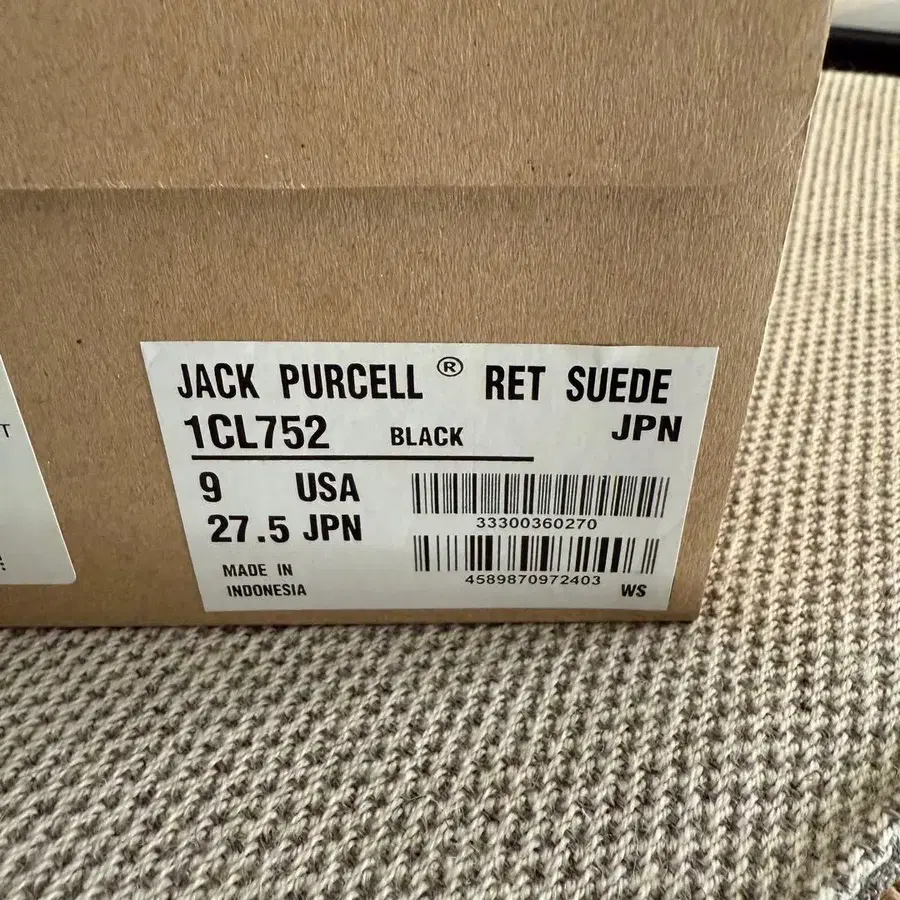 JACK PURCELL® RET SUEDE
1CL752 BLACK JPN
9 USA
27.5 JPN
33300360270
4589870972403
MADE IN
INDONESIA
WS
T